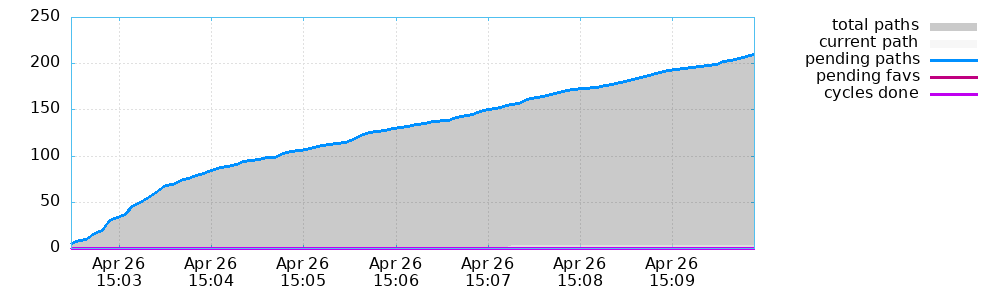 250
200
150
100
50
0
Apr 26
15:03
Apr 26
15:04
Apr 26
15:05
Apr 26
15:06
Apr 26
15:07
Apr 26
15:08
Apr 26
15:09
total paths
current path
pending paths
pending favs
cycles done